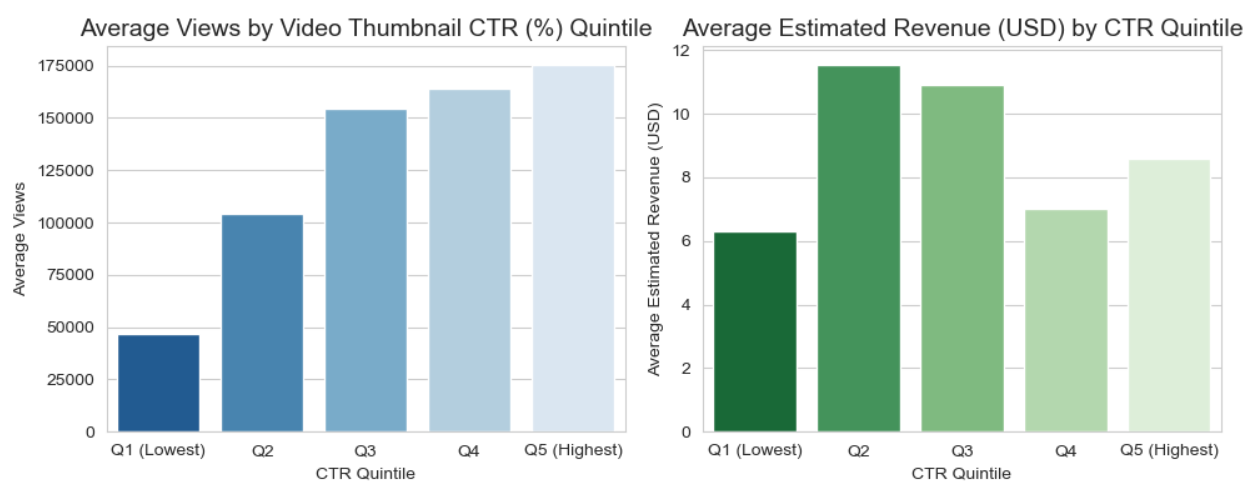 Average Views by Video Thumbnail CTR (%) Quintile
175000
150000
125000
100000
75000
50000
25000
0
Average Views
Q1 (Lowest)
Q2
Q3
Q4
Q5 (Highest)
CTR Quintile
Average Estimated Revenue (USD) by CTR Quintile
12
10
8
6
4
2
0
Average Estimated Revenue (USD)
Q1 (Lowest)
Q2
Q3
Q4
Q5 (Highest)
CTR Quintile